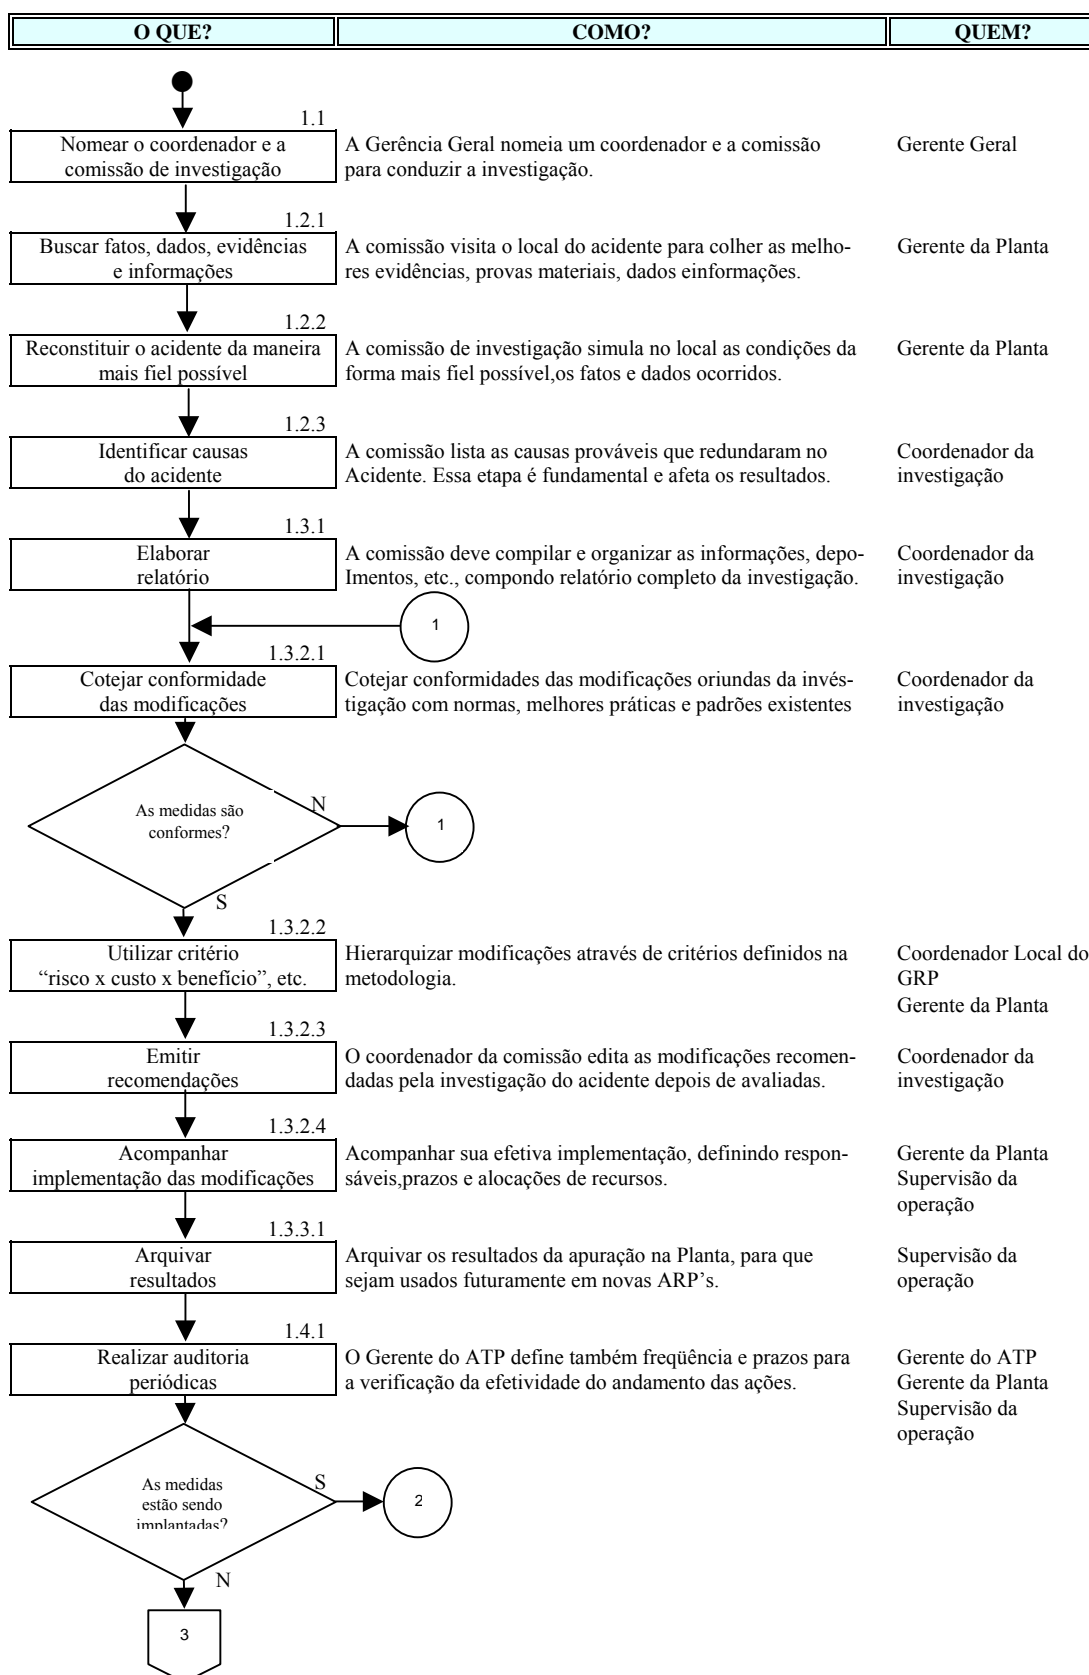 O QUE? COMO? QUEM?
1.1
Nomear o coordenador e a
comissão de investigação
A Gerência Geral nomeia um coordenador e a comissão
para conduzir a investigação.
Gerente Geral
1.2.1
Buscar fatos, dados, evidências
e informações
A comissão visita o local do acidente para colher as melho-
res evidências, provas materiais, dados einformações.
Gerente da Planta
1.2.2
Reconstituir o acidente da maneira
mais fiel possível
A comissão de investigação simula no local as condições da
forma mais fiel possível,os fatos e dados ocorridos.
Gerente da Planta
1.2.3
Identificar causas
do acidente
A comissão lista as causas prováveis que redundaram no
Acidente. Essa etapa é fundamental e afeta os resultados.
Coordenador da
investigação
1.3.1
Elaborar
relatório
A comissão deve compilar e organizar as informações, depo-
Imentos, etc., compondo relatório completo da investigação.
Coordenador da
investigação
1
1.3.2.1
Cotejar conformidade
das modificações
Cotejar conformidades das modificações oriundas da invés-
tigação com normas, melhores práticas e padrões existentes
Coordenador da
investigação
As medidas são
conformes?
N
1
S
1.3.2.2
Utilizar critério
“risco x custo x benefício”, etc.
Hierarquizar modificações através de critérios definidos na
metodologia.
Coordenador Local do
GRP
Gerente da Planta
1.3.2.3
Emitir
recomendações
O coordenador da comissão edita as modificações recomen-
dadas pela investigação do acidente depois de avaliadas.
Coordenador da
investigação
1.3.2.4
Acompanhar
implementação das modificações
Acompanhar sua efetiva implementação, definindo respon-
sáveis,prazos e alocações de recursos.
Gerente da Planta
Supervisão da
operação
1.3.3.1
Arquivar
resultados
Arquivar os resultados da apuração na Planta, para que
sejam usados futuramente em novas ARP’s.
Supervisão da
operação
1.4.1
Realizar auditoria
periódicas
O Gerente do ATP define também freqüência e prazos para
a verificação da efetividade do andamento das ações.
Gerente do ATP
Gerente da Planta
Supervisão da
operação
As medidas
estão sendo
implantadas?
S
2
N
3